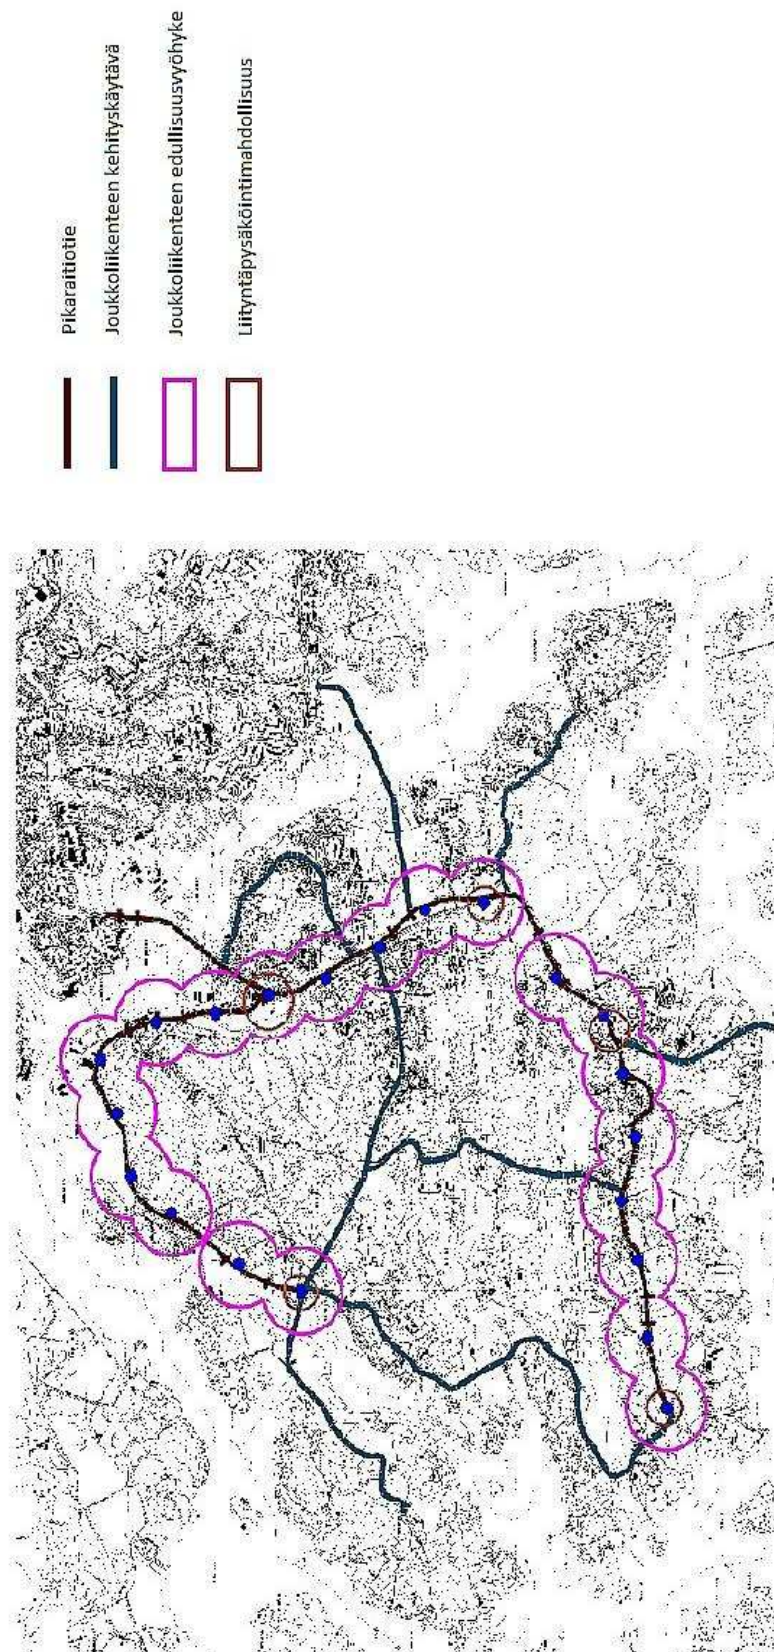 Pikaraitiotie
Joukkoliikenteen kehityskäytävä
Joukkoliikenteen edullisuusvyöhyke
Liityntäpysäköintimahdollisuus